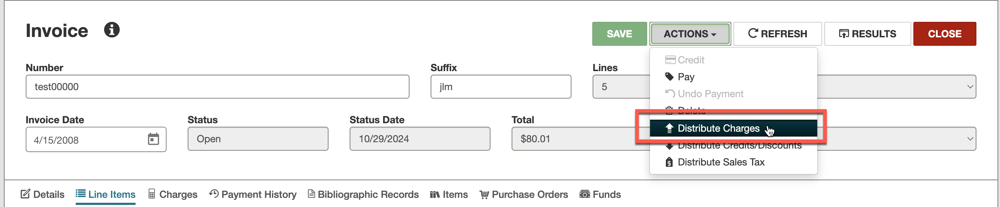 Invoice
SAVE
ACTIONS
REFRESH
RESULTS
CLOSE
Credit
Pay
Undo Payment
Delete
Distribute Charges
Distribute Credits/Discounts
Distribute Sales Tax
Number
test00000
Suffix
jlm
Lines
5
Invoice Date
4/15/2008
Status
Open
Status Date
10/29/2024
Total
$80.01
Details
Line Items
Charges
Payment History
Bibliographic Records
Items
Purchase Orders
Funds